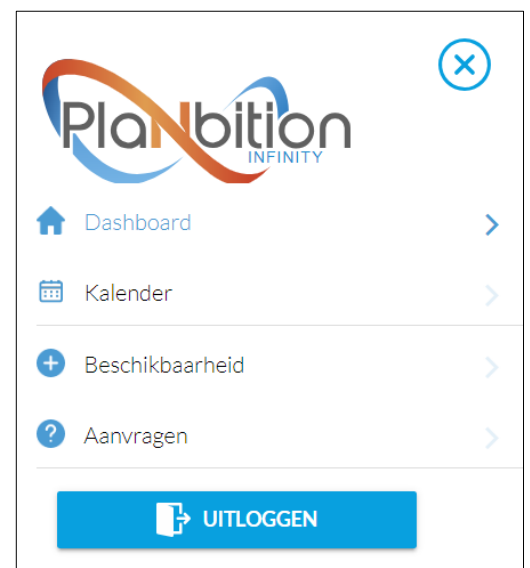 PlaNbition
INFINITY
Dashboard
Kalender
Beschikbaarheid
Aanvragen
UITLOGGEN